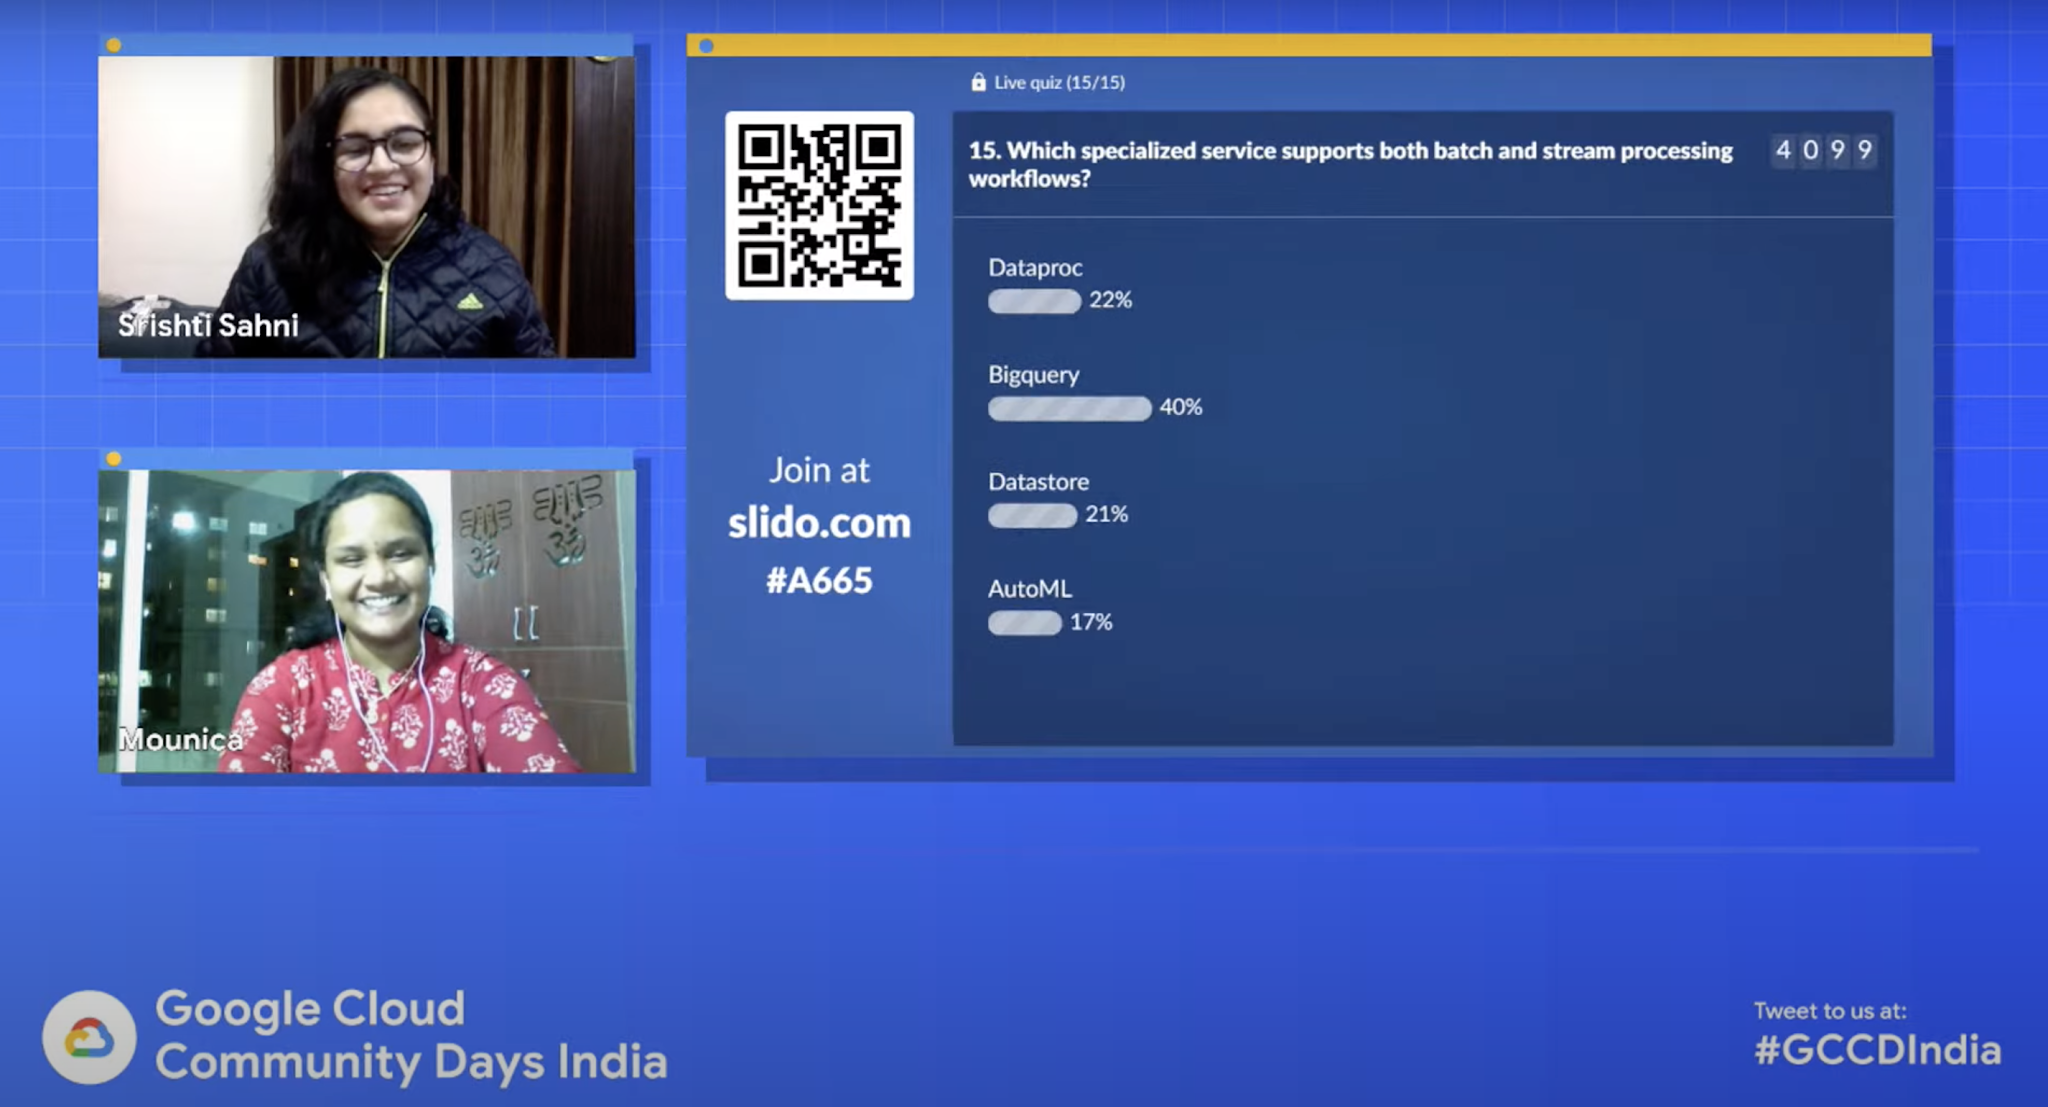 Srishti Sahni
Mounica
Live quiz (15/15)
15. Which specialized service supports both batch and stream processing
workflows?
4099
Dataproc
22%
Bigquery
40%
Datastore
21%
AutoML
17%
Join at
slido.com
#A665
Google Cloud
Community Days India
Tweet to us at:
#GCCDIndia